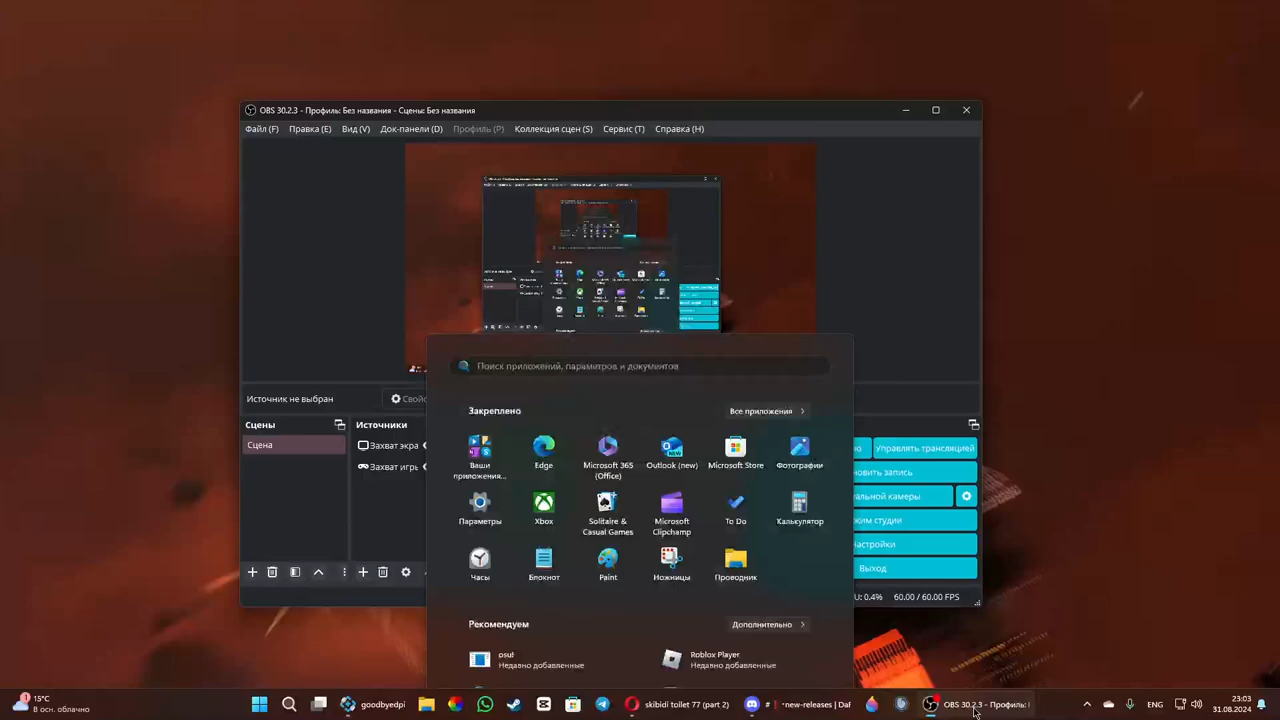 OBS 30.2.3 - Профиль: Без названия - Сцены: Без названия
Файл (F) Правка (E) Вид (V) Док-панели (D) Профиль (P) Коллекция сцен (S) Сервис (T) Справка (H)
Источник не выбран
Свой
Сцены
Источники
Сцена
Захват экра
Захват игры
Управлять трансляцией
новить запись
уальной камеры
жим студии
Настройки
Выход
U: 0.4% 60.00 / 60.00 FPS
Поиск приложений, параметров и документов
Закреплено
Все приложения
Ваши приложения...
Edge
Microsoft 365 (Office)
Outlook (new)
Microsoft Store
Фотографии
Параметры
Xbox
Solitaire & Casual Games
Microsoft Clipchamp
To Do
Калькулятор
Часы
Блокнот
Paint
Ножницы
Проводник
Рекомендуем
Дополнительно
osu!
Недавно добавленные
Roblox Player
Недавно добавленные
15°C
В осн. облачно
goodbyedpi
skibidi toilet 77 (part 2)
new-releases | Daf
OBS 30.2.3 - Профиль:
ENG
23:03
31.08.2024